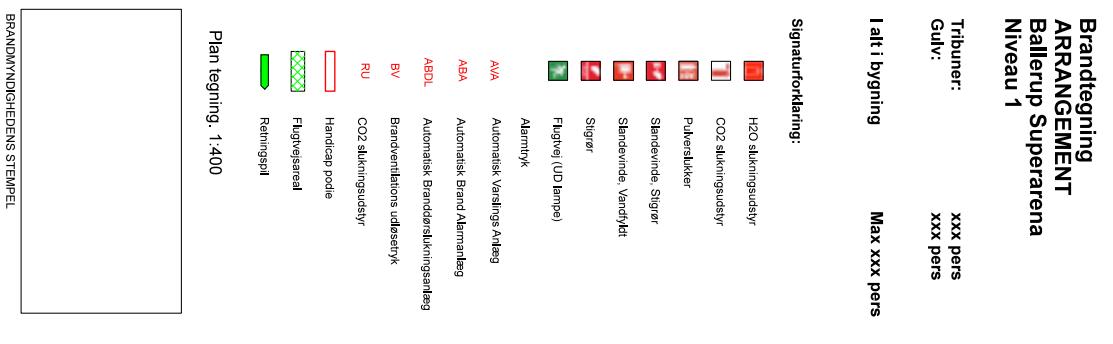 Brandtegning
ARRANGEMENT
Ballerup Superarena
Niveau 1
Tribuner: xxx pers
Gulv: xxx pers
I alt i bygning Max xxx pers
Signaturforklaring:
H2O slukningsudstyr
CO2 slukningsudstyr
Pulverslukker
Slandevinde, Stigrør
Slandevinde, Vandfyldt
Stigrør
Flugtvej (UD lampe)
Alarmtryk
AVA Automatisk Varslings Anlæg
ABA Automatisk Brand Alarmanlæg
ABDL Automatisk Branddørslukningsanlæg
BV Brandventilations udløsetryk
RU CO2 slukningsudstyr
Handicap podie
Flugtvejsareal
Retningspil
Plan tegning. 1:400
BRANDMYNDIGHEDENS STEMPEL